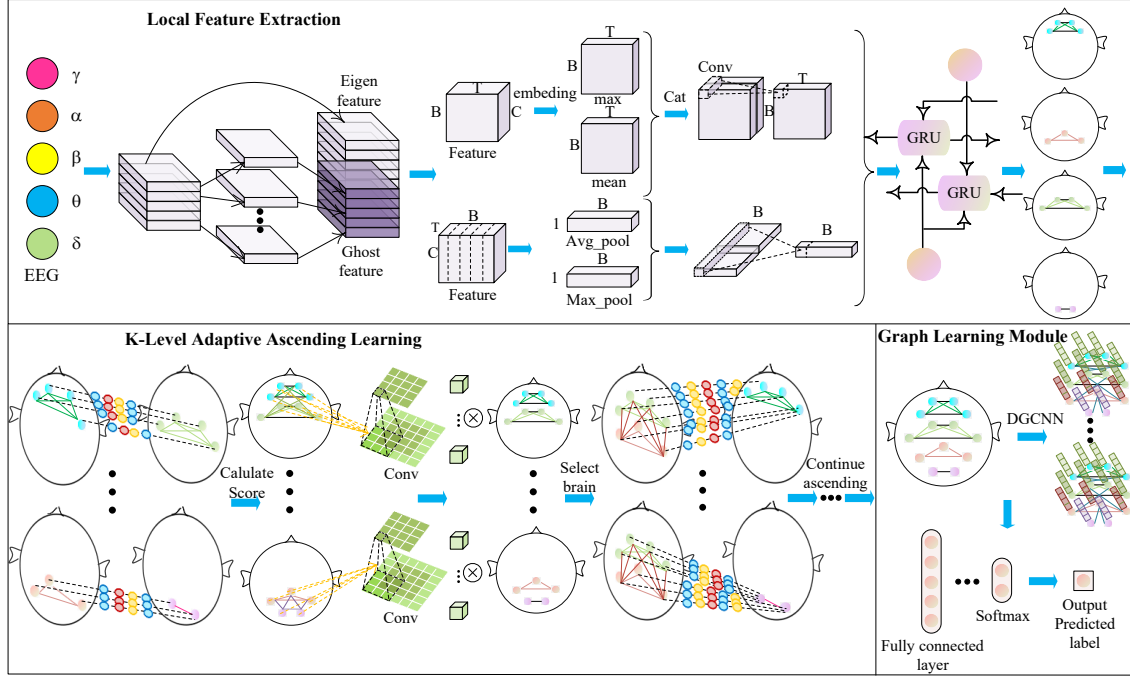 Local Feature Extraction
γ
α
β
θ
δ
EEG
Eigen
feature
Ghost
feature
T
B
C
Feature
embeding
T
B
max
T
B
mean
Cat
Conv
T
B
B
T
C
Feature
B
1
Avg_pool
B
1
Max_pool
B
B
GRU
GRU
K-Level Adaptive Ascending Learning
Calulate
Score
Conv
Conv
Select
brain
Continue
ascending
Graph Learning Module
DGCNN
Fully connected
layer
Softmax
Output
Predicted
label